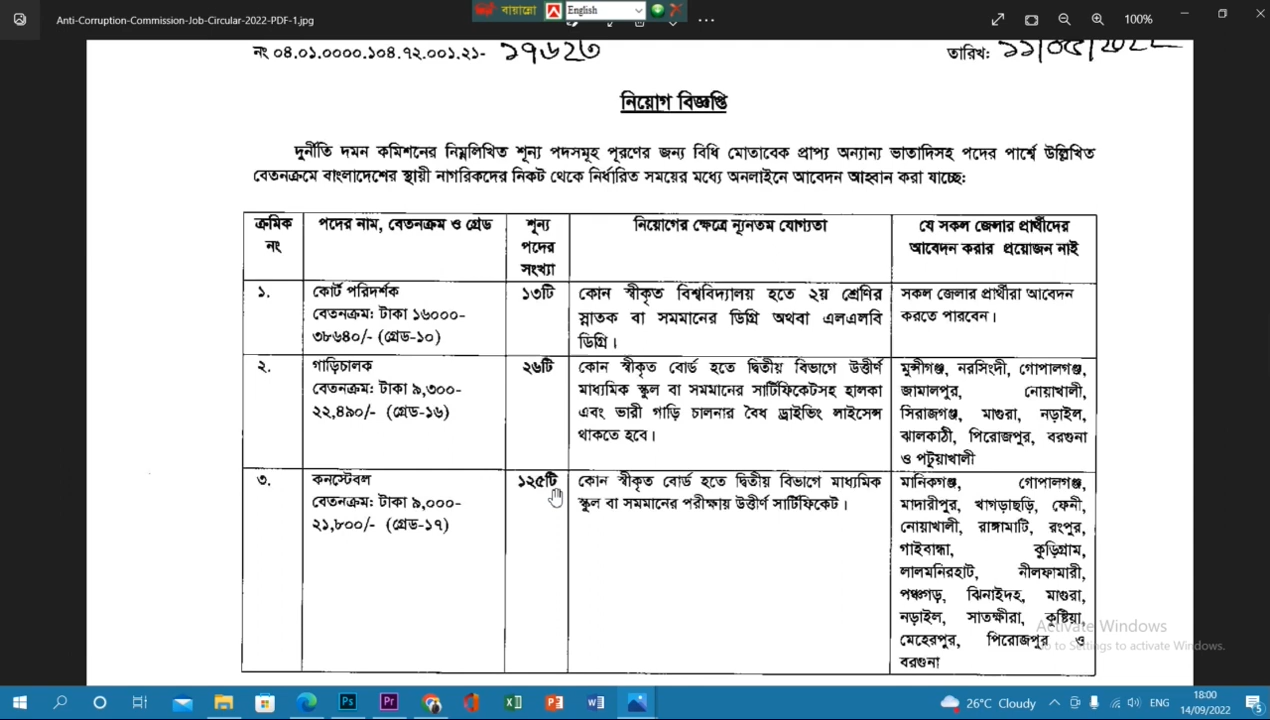 Anti-Corruption-Commission-Job-Circular-2022-PDF-1.jpg
বায়ান্নো
English
100%
নং ০৪.০১.০০০০.১০৪.৭২.০০১.২১- ১৭৬২৩
তারিখ:
নিয়োগ বিজ্ঞপ্তি
দুর্নীতি দমন কমিশনের নিম্নলিখিত শূন্য পদসমূহ পূরণের জন্য বিধি মোতাবেক প্রাপ্য অন্যান্য ভাতাদিসহ পদের পার্শ্বে উল্লিখিত
বেতনক্রমে বাংলাদেশের স্থায়ী নাগরিকদের নিকট থেকে নির্ধারিত সময়ের মধ্যে অনলাইনে আবেদন আহ্বান করা যাচ্ছে:
ক্রমিক
নং
পদের নাম, বেতনক্রম ও গ্রেড
শূন্য
পদের
সংখ্যা
নিয়োগের ক্ষেত্রে ন্যূনতম যোগ্যতা
যে সকল জেলার প্রার্থীদের
আবেদন করার প্রয়োজন নাই
১.
কোর্ট পরিদর্শক
বেতনক্রম: টাকা ১৬০০০-
৩৮৬৪০/- (গ্রেড-১০)
১৩টি
কোন স্বীকৃত বিশ্ববিদ্যালয় হতে ২য় শ্রেণির
স্নাতক বা সমমানের ডিগ্রি অথবা এলএলবি
ডিগ্রি।
সকল জেলার প্রার্থীরা আবেদন
করতে পারবেন।
২.
গাড়িচালক
বেতনক্রম: টাকা ৯,৩০০-
২২,৪৯০/- (গ্রেড-১৬)
২৬টি
কোন স্বীকৃত বোর্ড হতে দ্বিতীয় বিভাগে উত্তীর্ণ
মাধ্যমিক স্কুল বা সমমানের সার্টিফিকেটসহ হালকা
এবং ভারী গাড়ি চালনার বৈধ ড্রাইভিং লাইসেন্স
থাকতে হবে।
মুন্সীগঞ্জ, নরসিংদী, গোপালগঞ্জ,
জামালপুর, নোয়াখালী,
সিরাজগঞ্জ, মাগুরা, নড়াইল,
ঝালকাঠী, পিরোজপুর, বরগুনা
ও পটুয়াখালী
৩.
কনস্টেবল
বেতনক্রম: টাকা ৯,০০০-
২১,৮০০/- (গ্রেড-১৭)
১২৫টি
কোন স্বীকৃত বোর্ড হতে দ্বিতীয় বিভাগে মাধ্যমিক
স্কুল বা সমমানের পরীক্ষায় উত্তীর্ণ সার্টিফিকেট।
মানিকগঞ্জ, গোপালগঞ্জ,
মাদারীপুর, খাগড়াছড়ি, ফেনী,
নোয়াখালী, রাঙ্গামাটি, রংপুর,
গাইবান্ধা, কুড়িগ্রাম,
লালমনিরহাট, নীলফামারী,
পঞ্চগড়, ঝিনাইদহ, মাগুরা,
নড়াইল, সাতক্ষীরা, কুষ্টিয়া,
মেহেরপুর, পিরোজপুর ও
বরগুনা
Activate Windows
Go to Settings to activate Windows.
26°C Cloudy
ENG
18:00
14/09/2022
5